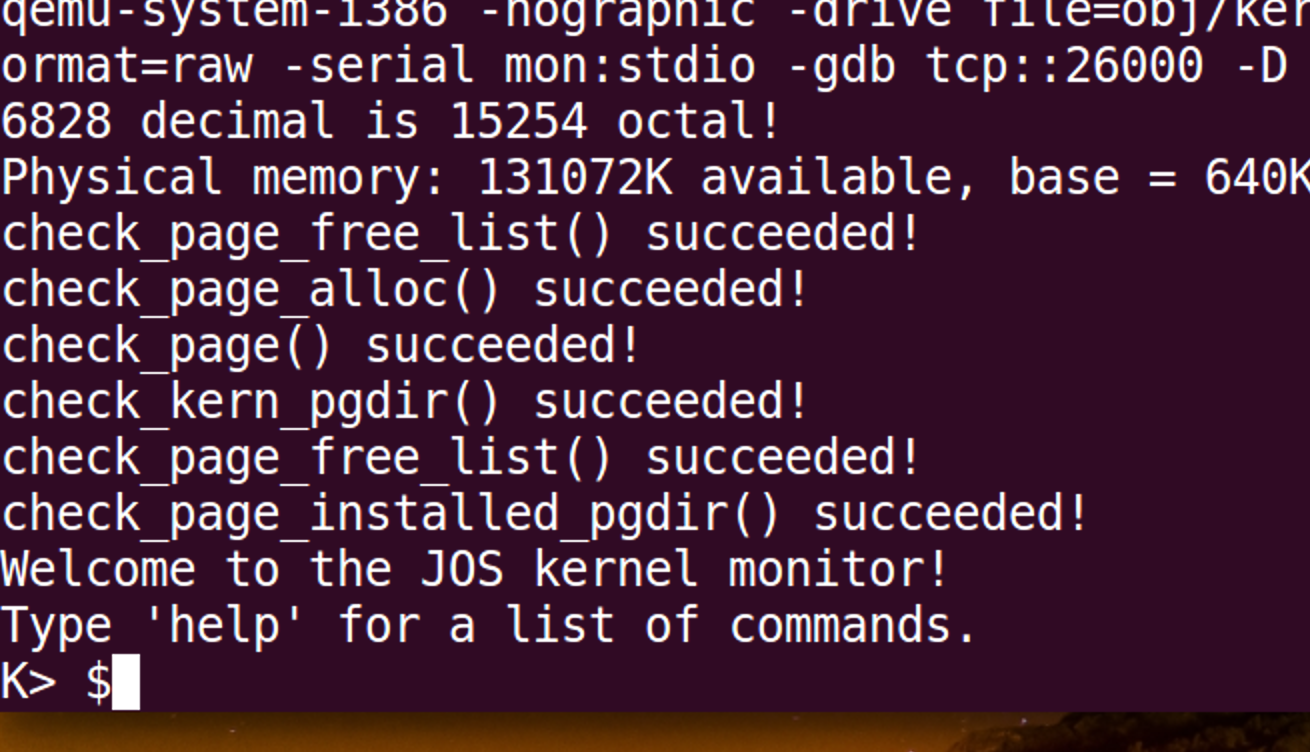 qemu-system-i386 -nographic -drive file=obj/ker
ormat=raw -serial mon:stdio -gdb tcp::26000 -D
6828 decimal is 15254 octal!
Physical memory: 131072K available, base = 640K
check_page_free_list() succeeded!
check_page_alloc() succeeded!
check_page() succeeded!
check_kern_pgdir() succeeded!
check_page_free_list() succeeded!
check_page_installed_pgdir() succeeded!
Welcome to the JOS kernel monitor!
Type 'help' for a list of commands.
K> $